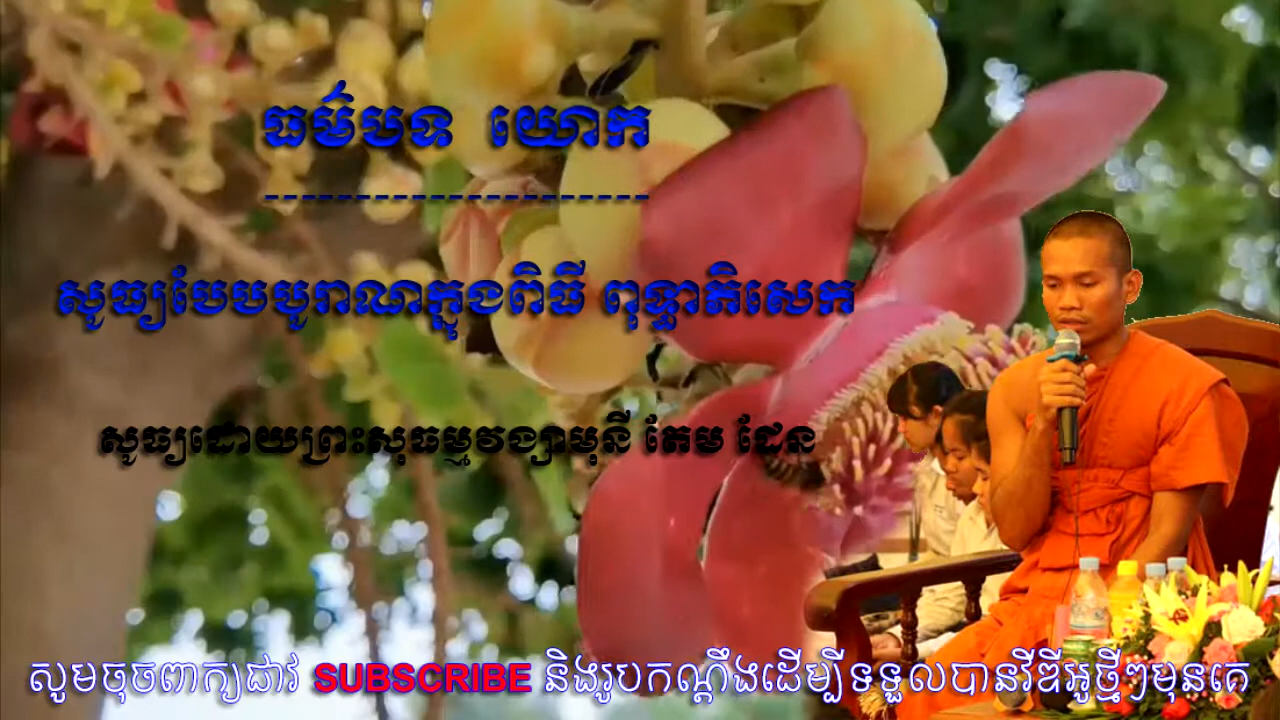 ធម៌បទ យោក
---------------------
សូធ្យបែបបូរាណក្នុងពិធី ពុទ្ធាភិសេក
សូធ្យដោយព្រះសុធម្មវង្សាមុនី តែម ដែន
សូមចុចពាក្យជាវ SUBSCRIBE និងរូបកណ្ដឹងដើម្បីទទួលបានវីឌីអូថ្មីៗមុនគេ